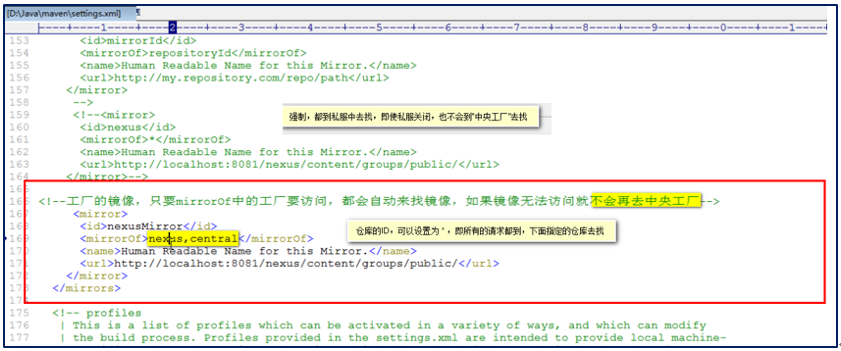 [D:\Java\maven\settings.xml]
153 <id>mirrorId</id>
154 <mirrorOf>repositoryId</mirrorOf>
155 <name>Human Readable Name for this Mirror.</name>
156 <url>http://my.repository.com/repo/path</url>
157 </mirror>
158 -->
159 <!--<mirror>
强制，都到私服中去找，即使私服关闭，也不会到"中央工厂"去找
160 <id>nexus</id>
161 <mirrorOf>*</mirrorOf>
162 <name>Human Readable Name for this Mirror.</name>
163 <url>http://localhost:8081/nexus/content/groups/public/</url>
164 </mirror>-->
165
166 <!--工厂的镜像，只要mirrorOf中的工厂要访问，都会自动来找镜像，如果镜像无法访问就不会再去中央工厂-->
167 <mirror>
168 <id>nexusMirror</id>
仓库的ID，可以设置为 *，即所有的请求都到，下面指定的仓库去找
169 <mirrorOf>nexus,central</mirrorOf>
170 <name>Human Readable Name for this Mirror.</name>
171 <url>http://localhost:8081/nexus/content/groups/public/</url>
172 </mirror>
173 </mirrors>
174
175 <!-- profiles
176 | This is a list of profiles which can be activated in a variety of ways, and which can modify
177 | the build process. Profiles provided in the settings.xml are intended to provide local machine-